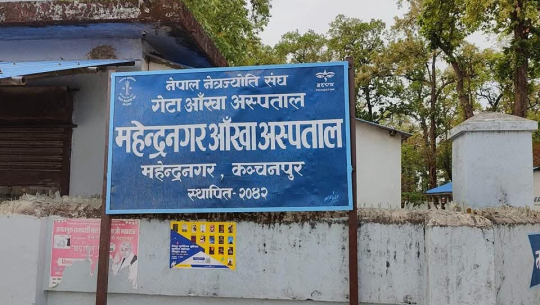 नेपाल नेत्रज्योति संघ
गेटा आँखा अस्पताल
महेन्द्रनगर आँखा अस्पताल
महेन्द्रनगर, कञ्चनपुर
स्थापित-२०४२